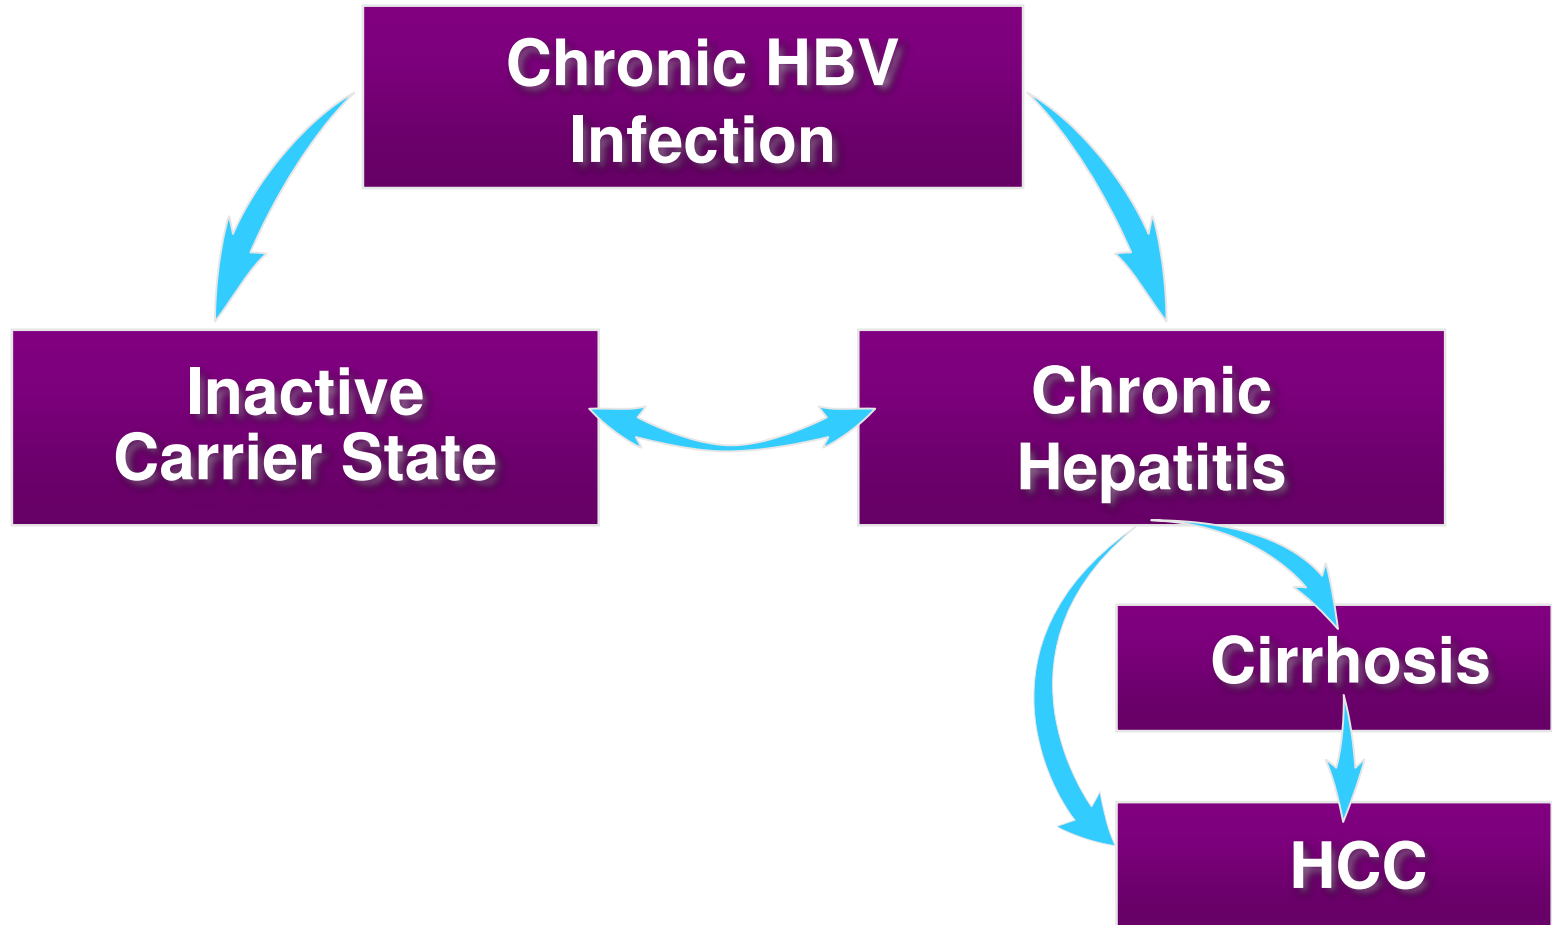 Chronic HBV
Infection
Inactive
Carrier State
Chronic
Hepatitis
Cirrhosis
HCC